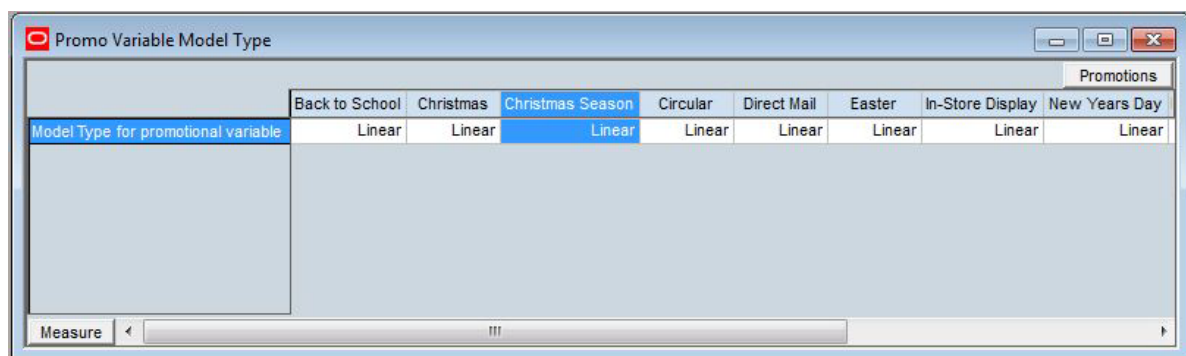 Promo Variable Model Type
Promotions
Back to School Christmas Christmas Season Circular Direct Mail Easter In-Store Display New Years Day
Model Type for promotional variable Linear Linear Linear Linear Linear Linear Linear Linear
Measure